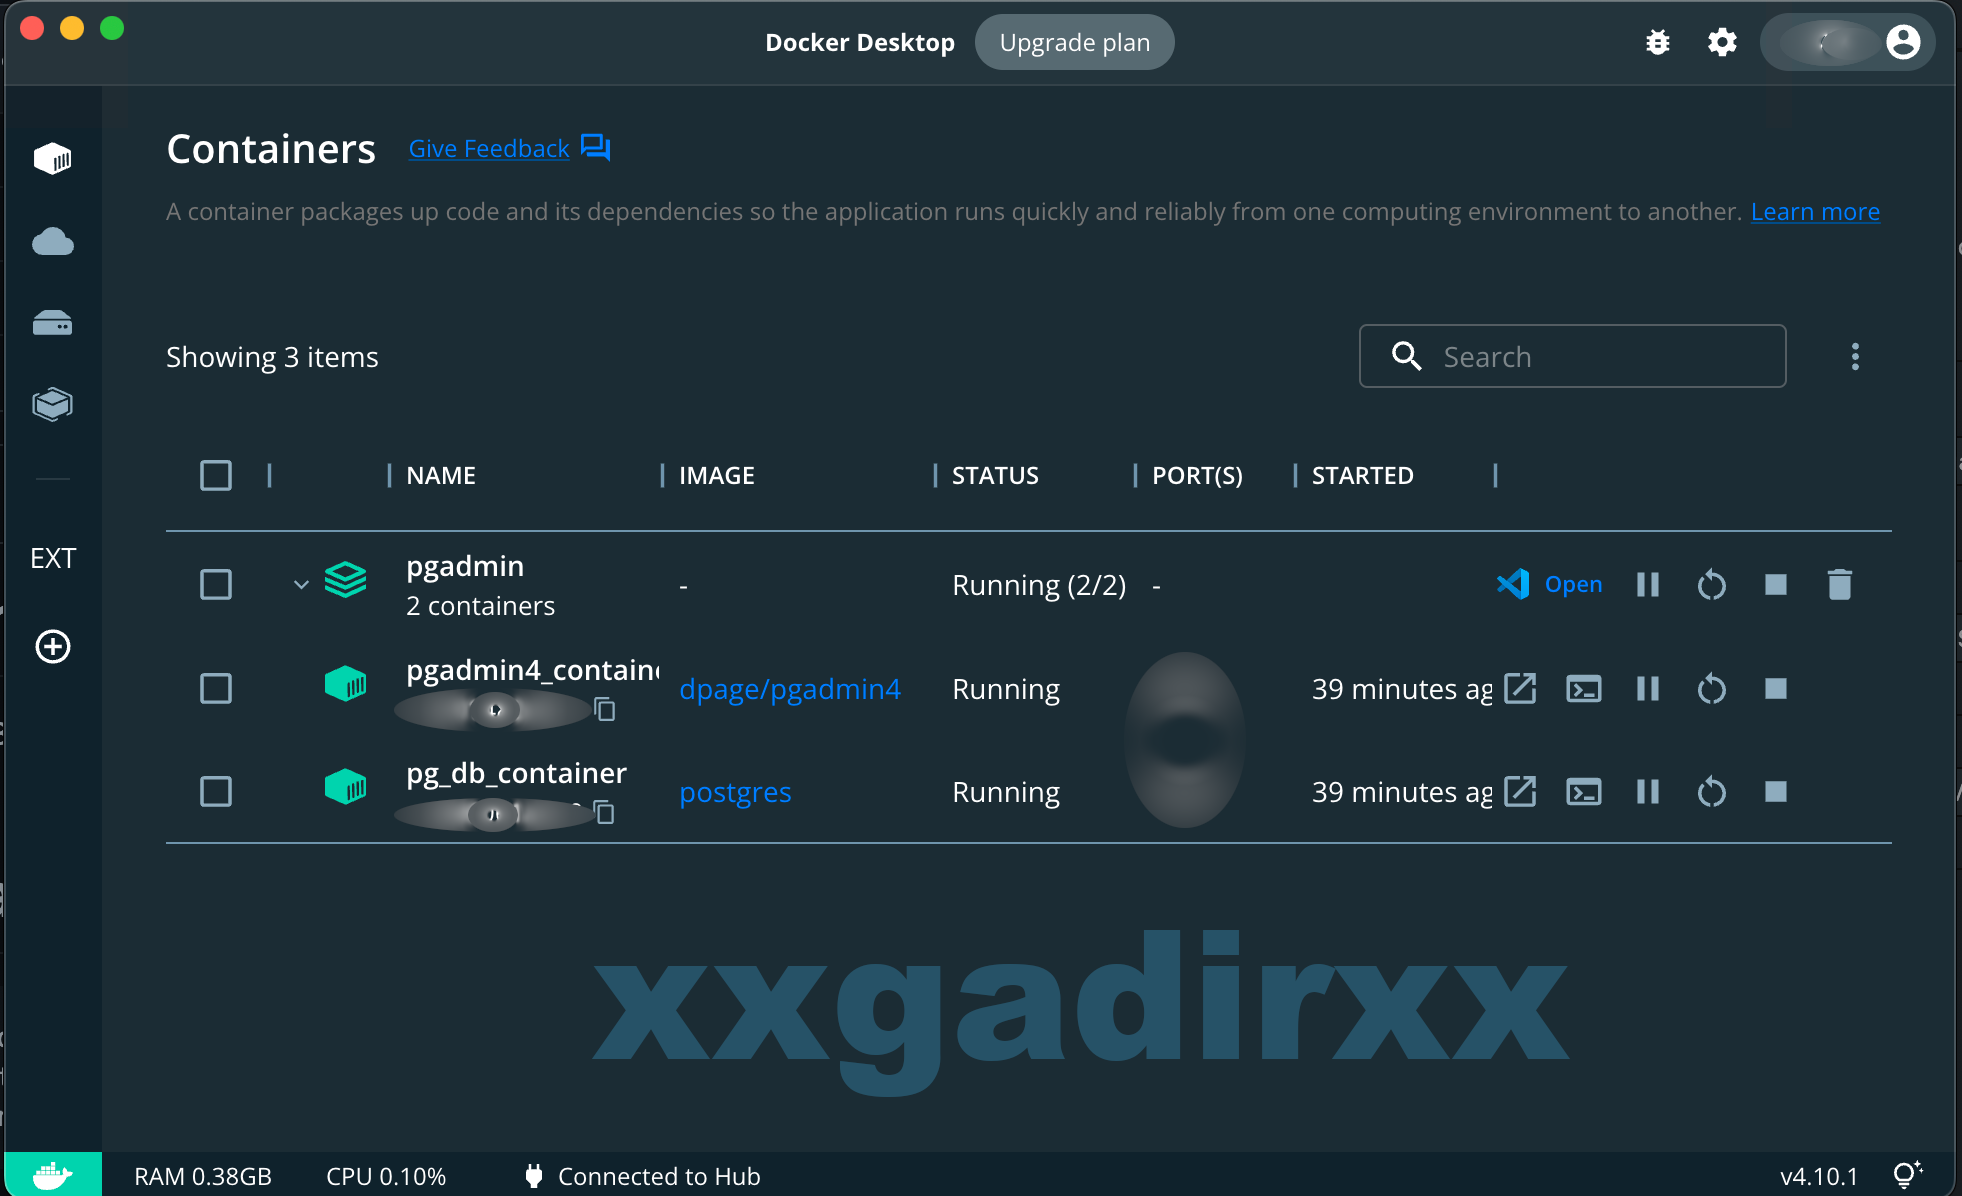 Docker Desktop
Upgrade plan
Containers
Give Feedback
A container packages up code and its dependencies so the application runs quickly and reliably from one computing environment to another. Learn more
Showing 3 items
Search
NAME IMAGE STATUS PORT(S) STARTED
EXT
pgadmin
2 containers
- Running (2/2) - Open
pgadmin4_containe
dpage/pgadmin4 Running 39 minutes ag
pg_db_container
postgres Running 39 minutes ag
xxgadirxx
RAM 0.38GB CPU 0.10% Connected to Hub v4.10.1